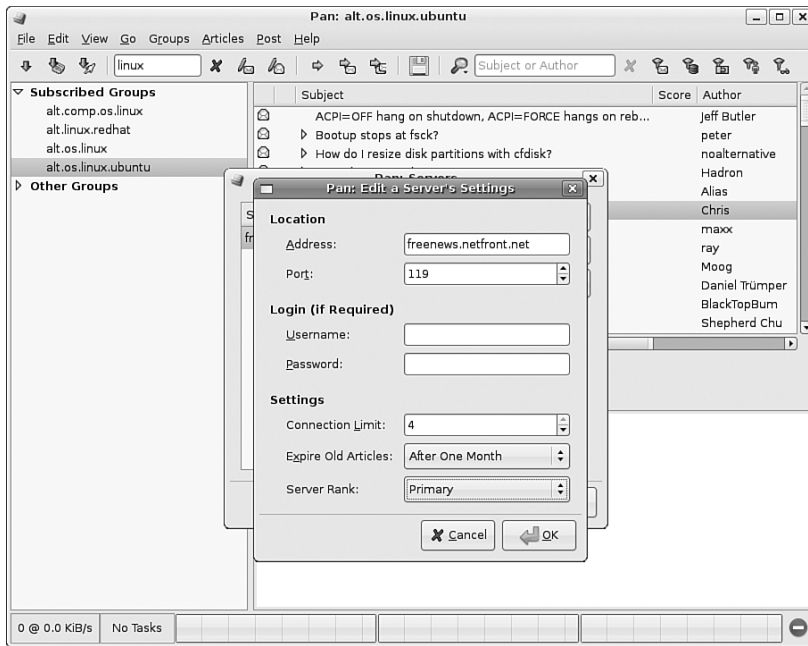 Pan: alt.os.linux.ubuntu
File Edit View Go Groups Articles Post Help
linux
Subject or Author
Subscribed Groups
alt.comp.os.linux
alt.linux.redhat
alt.os.linux
alt.os.linux.ubuntu
Other Groups
Subject Score Author
ACPI=OFF hang on shutdown, ACPI=FORCE hangs on reb... Jeff Butler
Bootup stops at fsck? peter
How do I resize disk partitions with cfdisk? noalternative
Hadron
Alias
Chris
maxx
ray
Moog
Daniel Trümper
BlackTopBum
Shepherd Chu
Pan: Edit a Server's Settings
Location
Address: freenews.netfront.net
Port: 119
Login (if Required)
Username:
Password:
Settings
Connection Limit: 4
Expire Old Articles: After One Month
Server Rank: Primary
Cancel OK
0 @ 0.0 KiB/s No Tasks